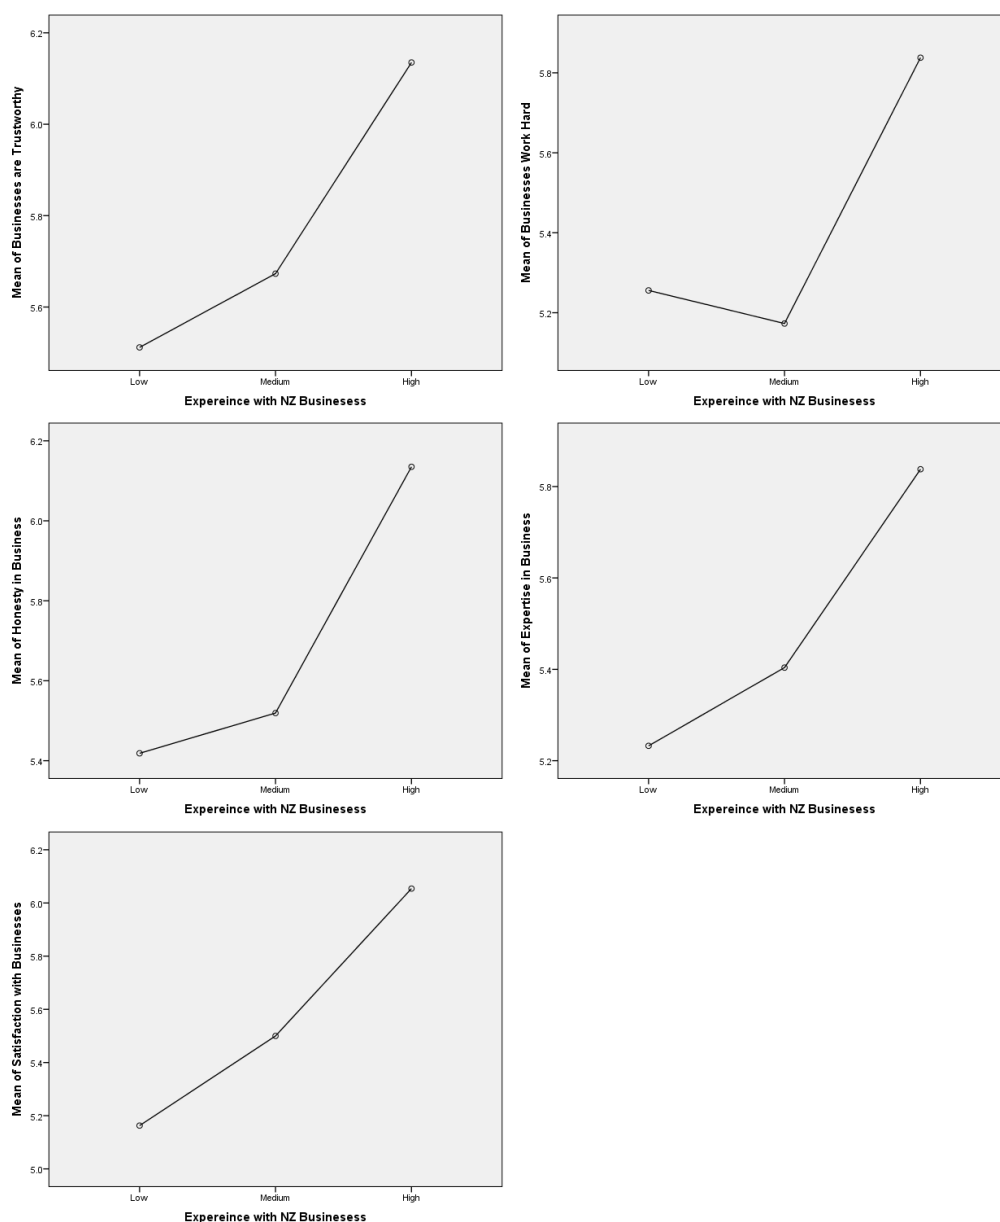 Mean of Businesses are Trustworthy
6.2
6.0
5.8
5.6
Low Medium High
Expereince with NZ Businesess
Mean of Businesses Work Hard
5.8
5.6
5.4
5.2
Low Medium High
Expereince with NZ Businesess
Mean of Honesty in Business
6.2
6.0
5.8
5.6
5.4
Low Medium High
Expereince with NZ Businesess
Mean of Expertise in Business
5.8
5.6
5.4
5.2
Low Medium High
Expereince with NZ Businesess
Mean of Satisfaction with Businesses
6.2
6.0
5.8
5.6
5.4
5.2
5.0
Low Medium High
Expereince with NZ Businesess